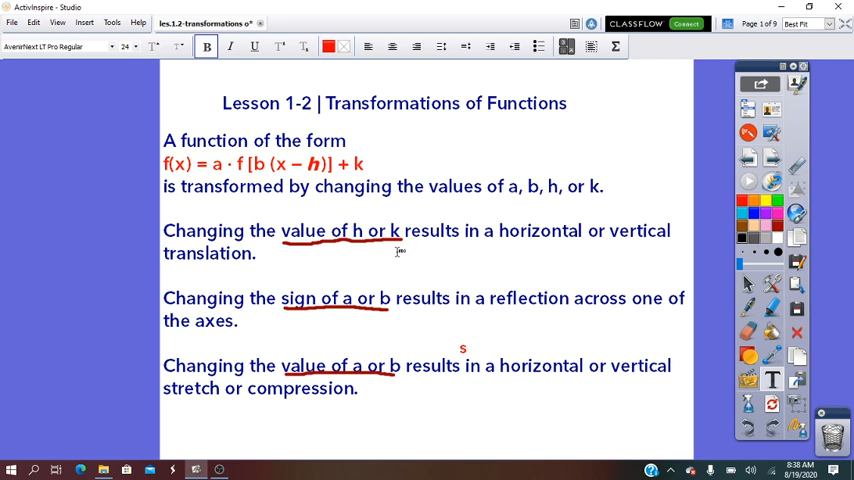 ActivInspire - Studio
File Edit View Insert Tools Help
les.1.2-transformations o*
CLASSFLOW Connect
Page 1 of 9
Best Fit
AvenirNext LT Pro Regular
24
B I U
Lesson 1-2 | Transformations of Functions
A function of the form
f(x) = a · f [b (x − h)] + k
is transformed by changing the values of a, b, h, or k.
Changing the value of h or k results in a horizontal or vertical
translation.
Changing the sign of a or b results in a reflection across one of
the axes.
s
Changing the value of a or b results in a horizontal or vertical
stretch or compression.
8:38 AM
8/19/2020